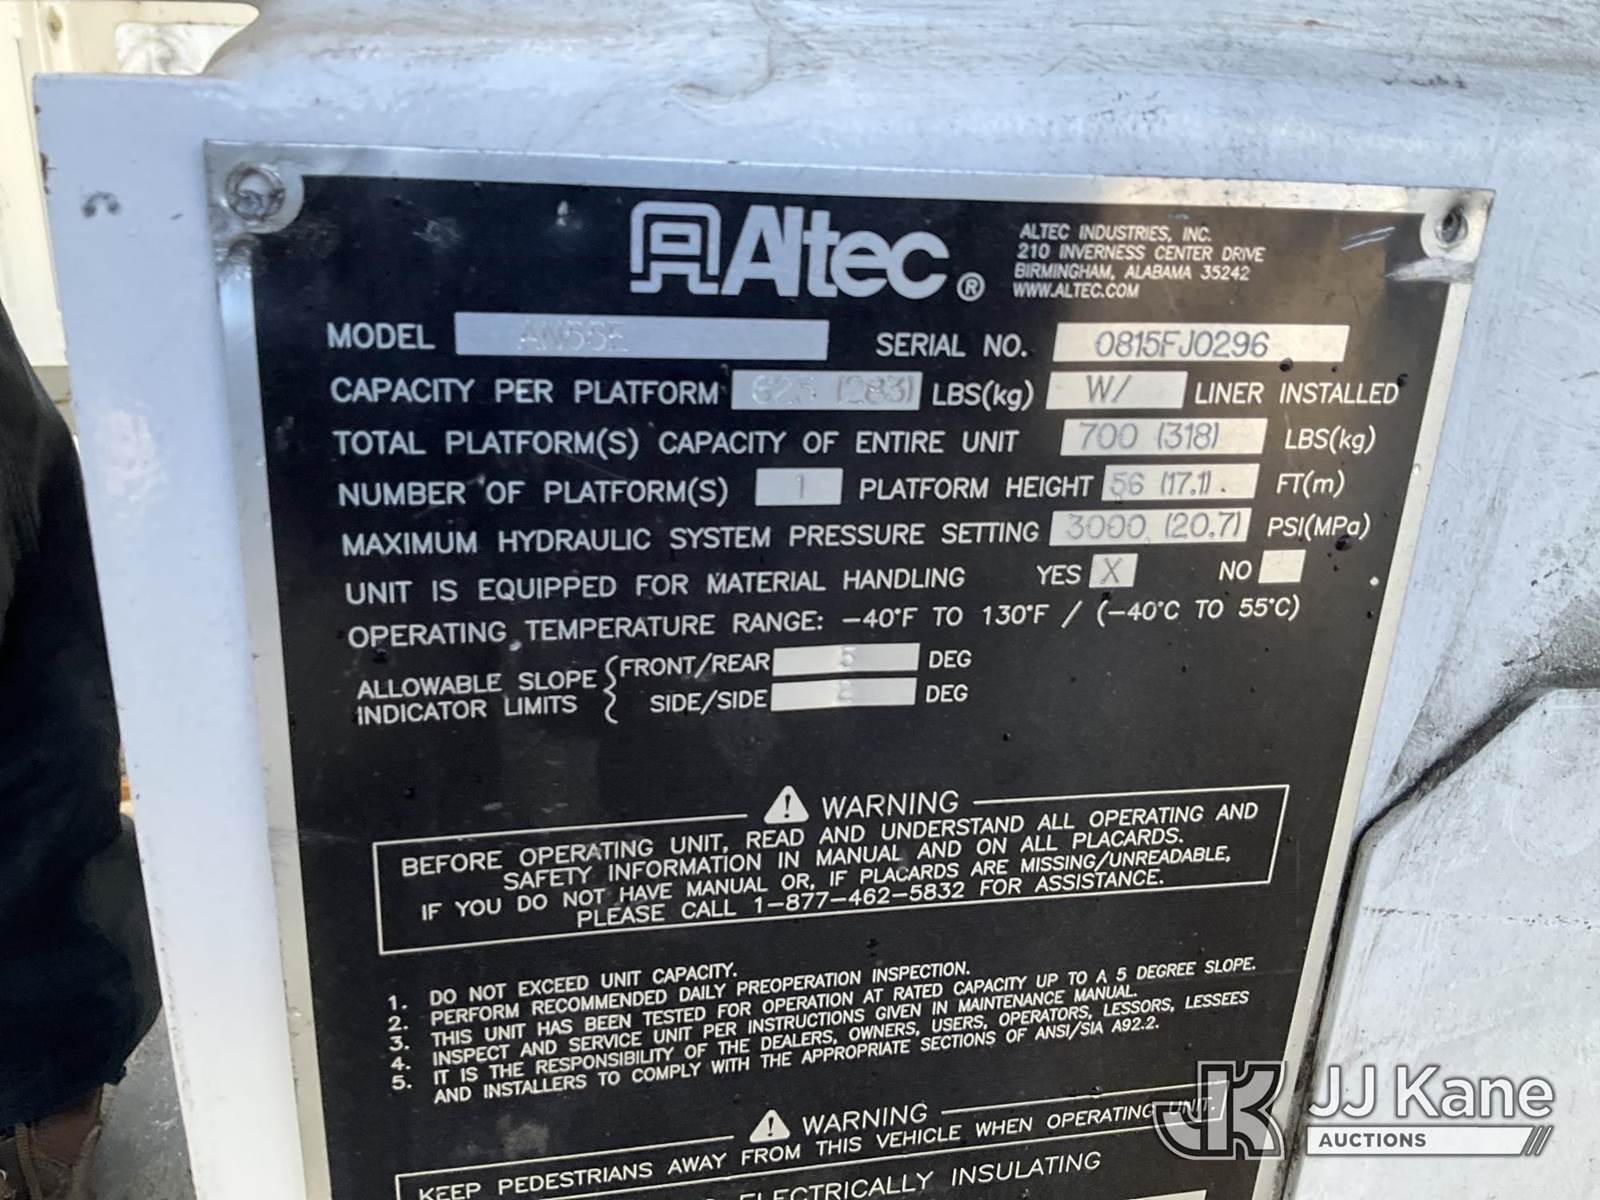 Altec®
ALTEC INDUSTRIES, INC.
210 INVERNESS CENTER DRIVE
BIRMINGHAM, ALABAMA 35242
WWW.ALTEC.COM
MODEL
SERIAL NO. 0815FJ0296
CAPACITY PER PLATFORM 625 (283) LBS(kg) W/ LINER INSTALLED
TOTAL PLATFORM(S) CAPACITY OF ENTIRE UNIT 700 (318) LBS(kg)
NUMBER OF PLATFORM(S) 1 PLATFORM HEIGHT 56 (17.1) FT(m)
MAXIMUM HYDRAULIC SYSTEM PRESSURE SETTING 3000 (20.7) PSI(MPa)
UNIT IS EQUIPPED FOR MATERIAL HANDLING YES X NO
OPERATING TEMPERATURE RANGE: -40°F TO 130°F / (-40°C TO 55°C)
ALLOWABLE SLOPE INDICATOR LIMITS
FRONT/REAR 5 DEG
SIDE/SIDE 2 DEG
WARNING
BEFORE OPERATING UNIT, READ AND UNDERSTAND ALL OPERATING AND
SAFETY INFORMATION IN MANUAL AND ON ALL PLACARDS.
IF YOU DO NOT HAVE MANUAL OR, IF PLACARDS ARE MISSING/UNREADABLE,
PLEASE CALL 1-877-462-5832 FOR ASSISTANCE.
1. DO NOT EXCEED UNIT CAPACITY.
2. PERFORM RECOMMENDED DAILY PREOPERATION INSPECTION.
3. THIS UNIT HAS BEEN TESTED FOR OPERATION AT RATED CAPACITY UP TO A 5 DEGREE SLOPE.
4. INSPECT AND SERVICE UNIT PER INSTRUCTIONS GIVEN IN MAINTENANCE MANUAL.
5. IT IS THE RESPONSIBILITY OF THE DEALERS, OWNERS, USERS, OPERATORS, LESSORS, LESSEES
AND INSTALLERS TO COMPLY WITH THE APPROPRIATE SECTIONS OF ANSI/SIA A92.2.
WARNING
KEEP PEDESTRIANS AWAY FROM THIS VEHICLE WHEN OPERATING UNIT.
ELECTRICALLY INSULATING
JK JJ Kane
AUCTIONS